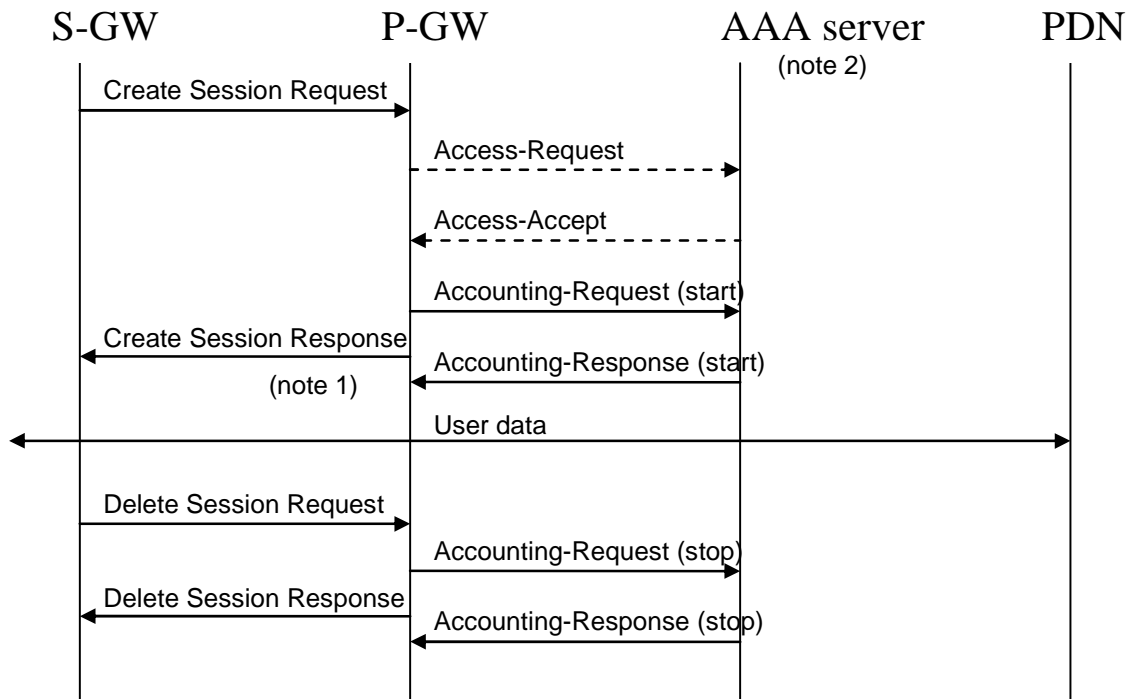 S-GW P-GW AAA server PDN
(note 2)
Create Session Request
Access-Request
Access-Accept
Accounting-Request (start)
Create Session Response
Accounting-Response (start)
(note 1)
User data
Delete Session Request
Accounting-Request (stop)
Delete Session Response
Accounting-Response (stop)